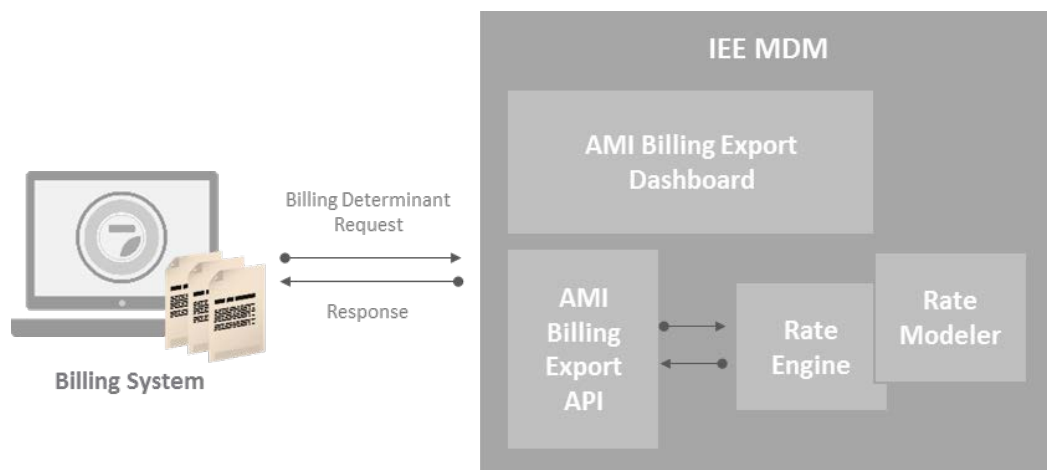 IEE MDM
AMI Billing Export
Dashboard
Billing Determinant
Request
Response
Billing System
AMI
Billing
Export
API
Rate
Engine
Rate
Modeler